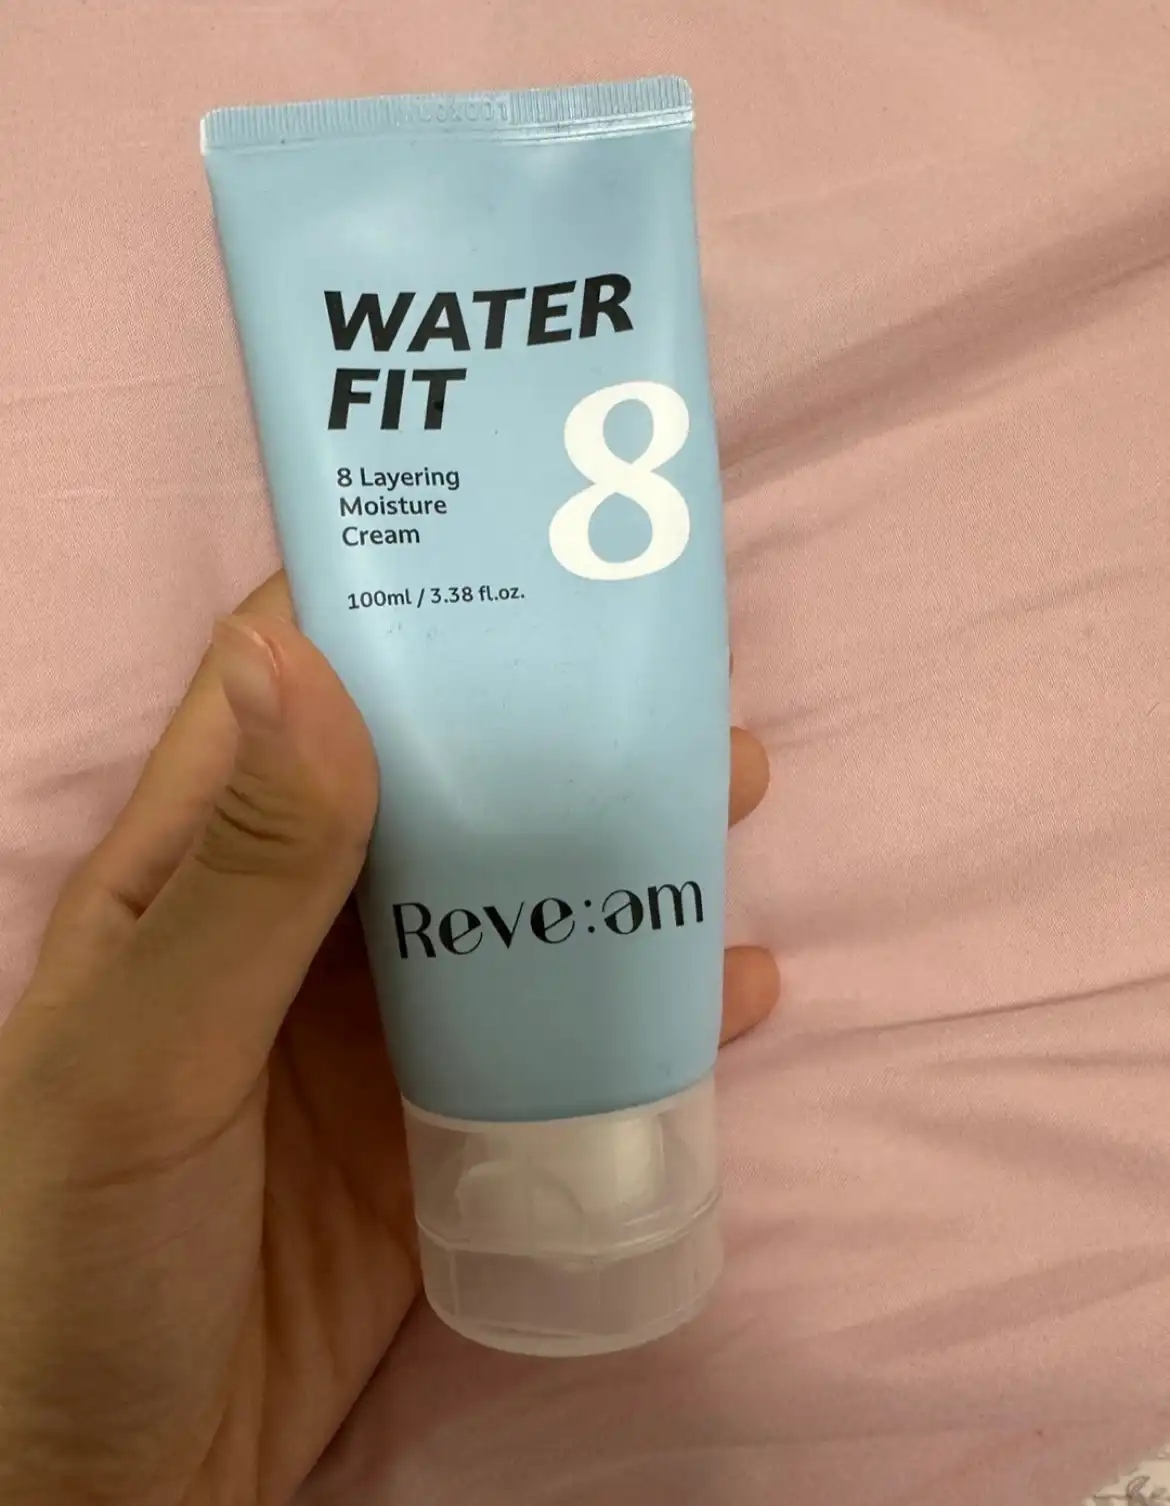 WATER
FIT
8
8 Layering
Moisture
Cream
100ml / 3.38 fl.oz.
Reve:əm